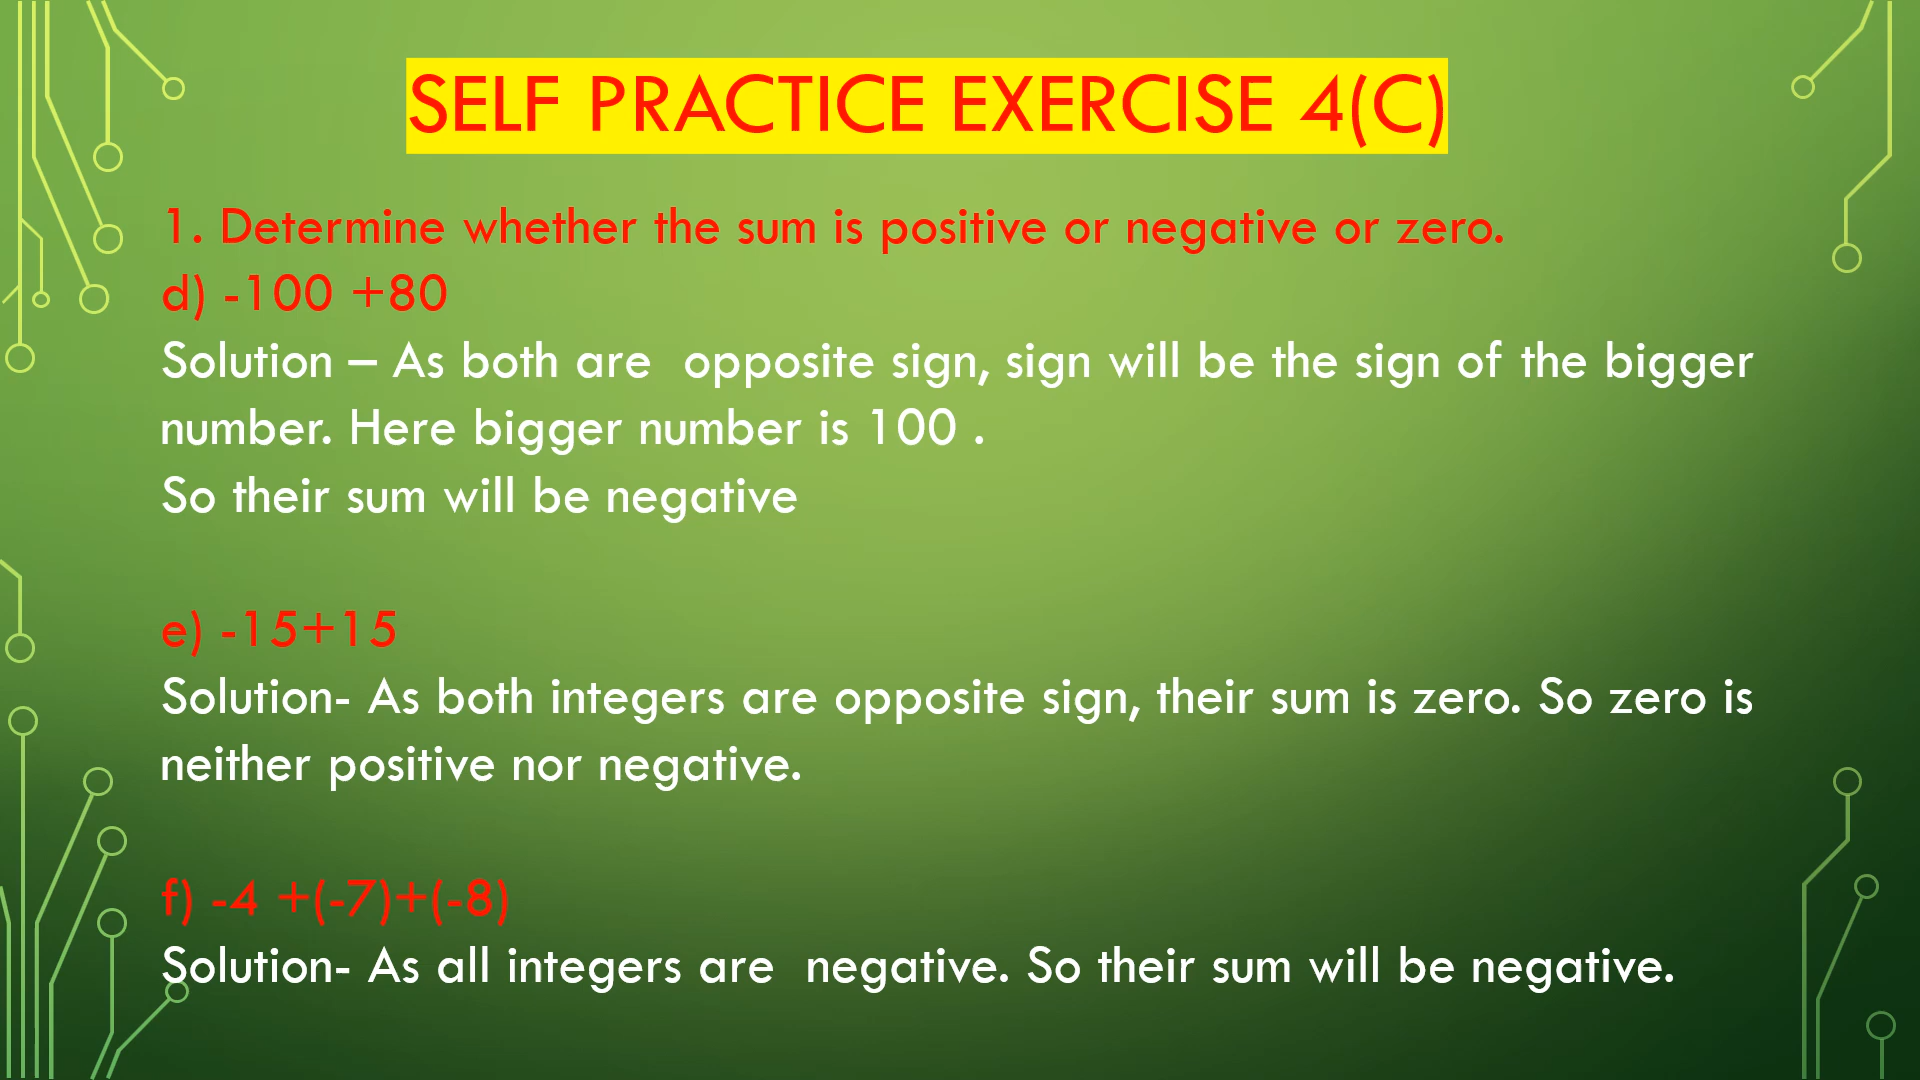 SELF PRACTICE EXERCISE 4(C)
1. Determine whether the sum is positive or negative or zero.
d) -100 +80
Solution – As both are  opposite sign, sign will be the sign of the bigger
number. Here bigger number is 100 .
So their sum will be negative
e) -15+15
Solution- As both integers are opposite sign, their sum is zero. So zero is
neither positive nor negative.
f) -4 +(-7)+(-8)
Solution- As all integers are  negative. So their sum will be negative.